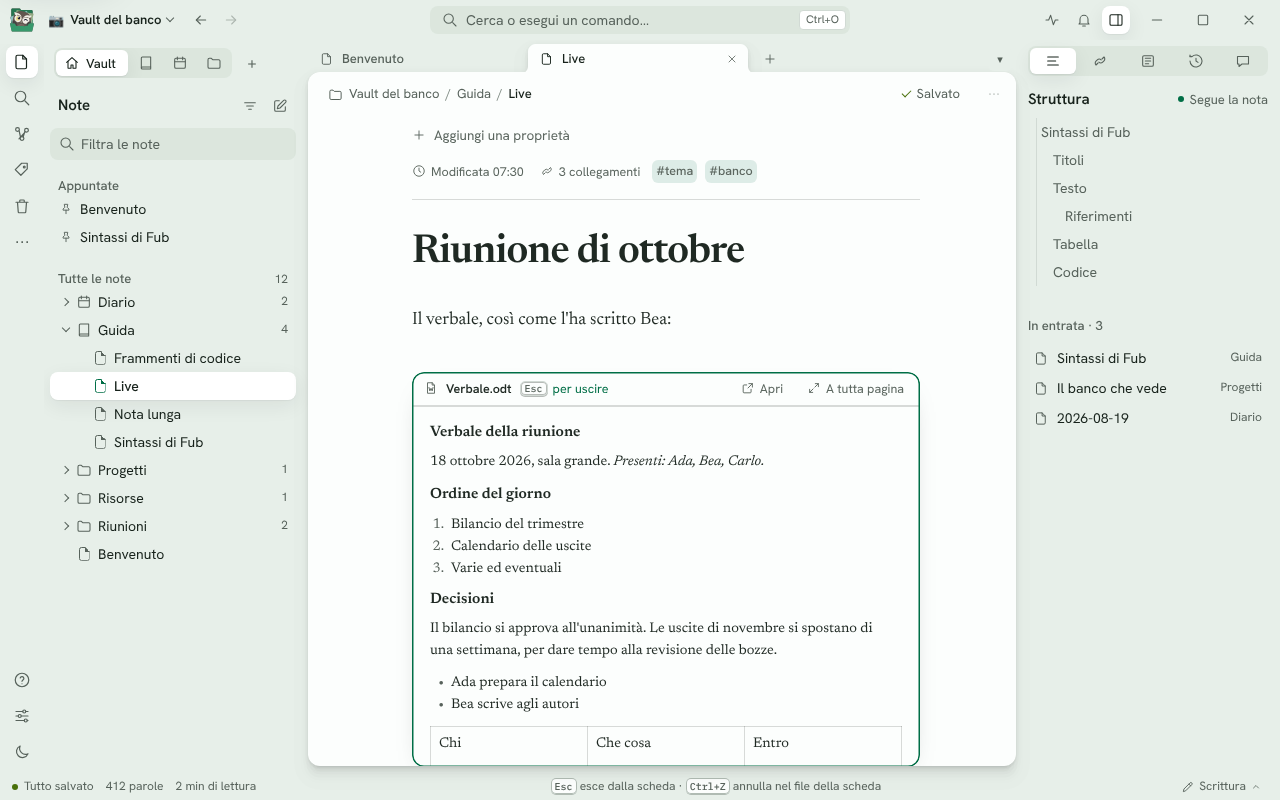 Vault del banco
Cerca o esegui un comando…
Ctrl+O
Vault
Note
Filtra le note
Appuntate
Benvenuto
Sintassi di Fub
Tutte le note 12
Diario 2
Guida 4
Frammenti di codice
Live
Nota lunga
Sintassi di Fub
Progetti 1
Risorse 1
Riunioni 2
Benvenuto
Benvenuto
Live
Vault del banco / Guida / Live
Salvato
Aggiungi una proprietà
Modificata 07:30 3 collegamenti #tema #banco
Riunione di ottobre
Il verbale, così come l'ha scritto Bea:
Verbale.odt Esc per uscire Apri A tutta pagina
Verbale della riunione
18 ottobre 2026, sala grande. Presenti: Ada, Bea, Carlo.
Ordine del giorno
1. Bilancio del trimestre
2. Calendario delle uscite
3. Varie ed eventuali
Decisioni
Il bilancio si approva all'unanimità. Le uscite di novembre si spostano di
una settimana, per dare tempo alla revisione delle bozze.
• Ada prepara il calendario
• Bea scrive agli autori
Chi Che cosa Entro
Struttura
Segue la nota
Sintassi di Fub
Titoli
Testo
Riferimenti
Tabella
Codice
In entrata · 3
Sintassi di Fub Guida
Il banco che vede Progetti
2026-08-19 Diario
Tutto salvato 412 parole 2 min di lettura
Esc esce dalla scheda · Ctrl+Z annulla nel file della scheda
Scrittura